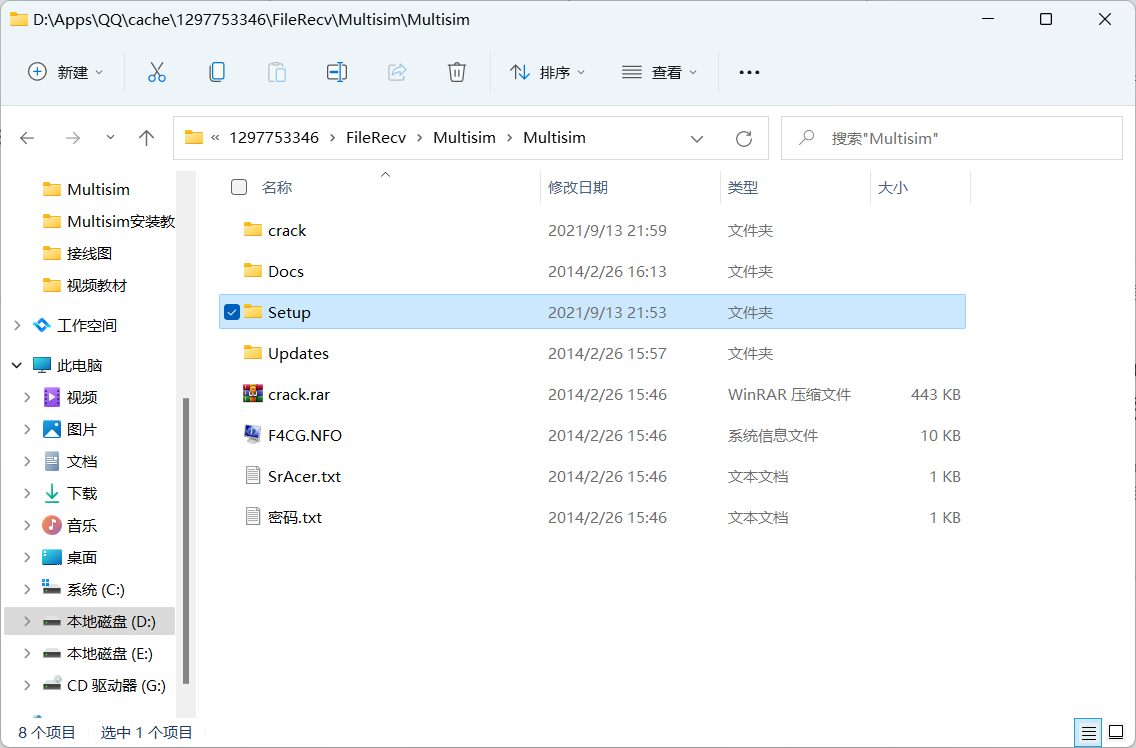 D:\Apps\QQ\cache\1297753346\FileRecv\Multisim\Multisim
新建 排序 查看
« 1297753346 › FileRecv › Multisim › Multisim
搜索"Multisim"
Multisim
Multisim安装教
接线图
视频教材
工作空间
此电脑
视频
图片
文档
下载
音乐
桌面
系统 (C:)
本地磁盘 (D:)
本地磁盘 (E:)
CD 驱动器 (G:)
名称 修改日期 类型 大小
crack 2021/9/13 21:59 文件夹
Docs 2014/2/26 16:13 文件夹
Setup 2021/9/13 21:53 文件夹
Updates 2014/2/26 15:57 文件夹
crack.rar 2014/2/26 15:46 WinRAR 压缩文件 443 KB
F4CG.NFO 2014/2/26 15:46 系统信息文件 10 KB
SrAcer.txt 2014/2/26 15:46 文本文档 1 KB
密码.txt 2014/2/26 15:46 文本文档 1 KB
8 个项目 选中 1 个项目